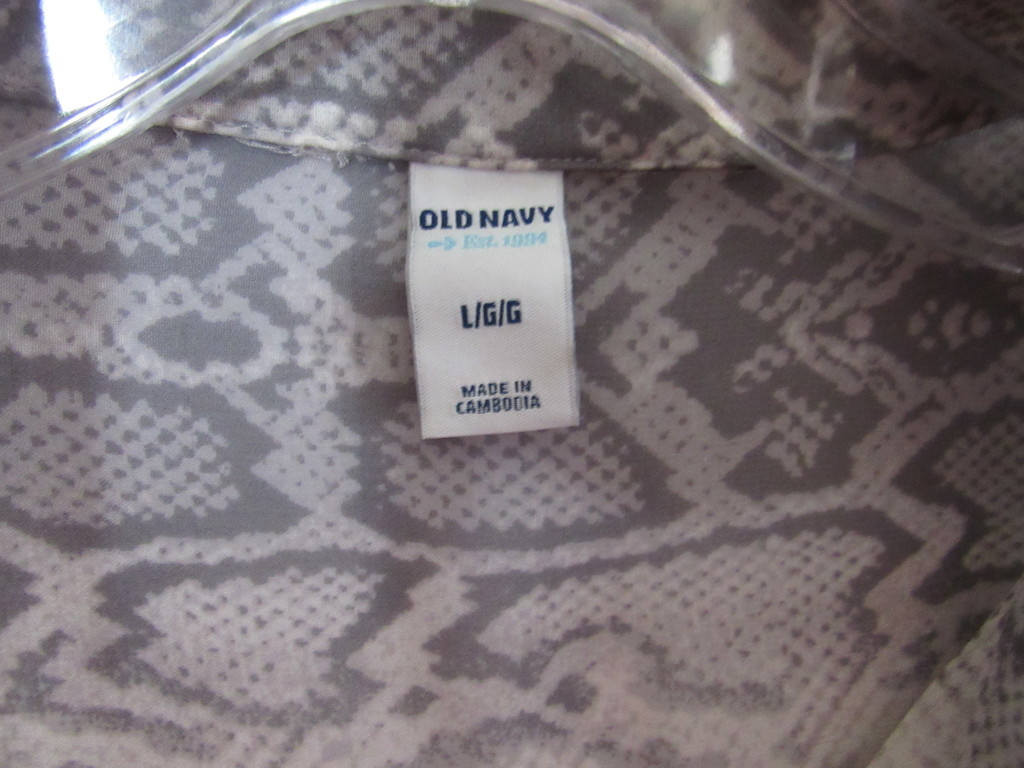 OLD NAVY
Est. 1994
L/G/G
MADE IN
CAMBODIA